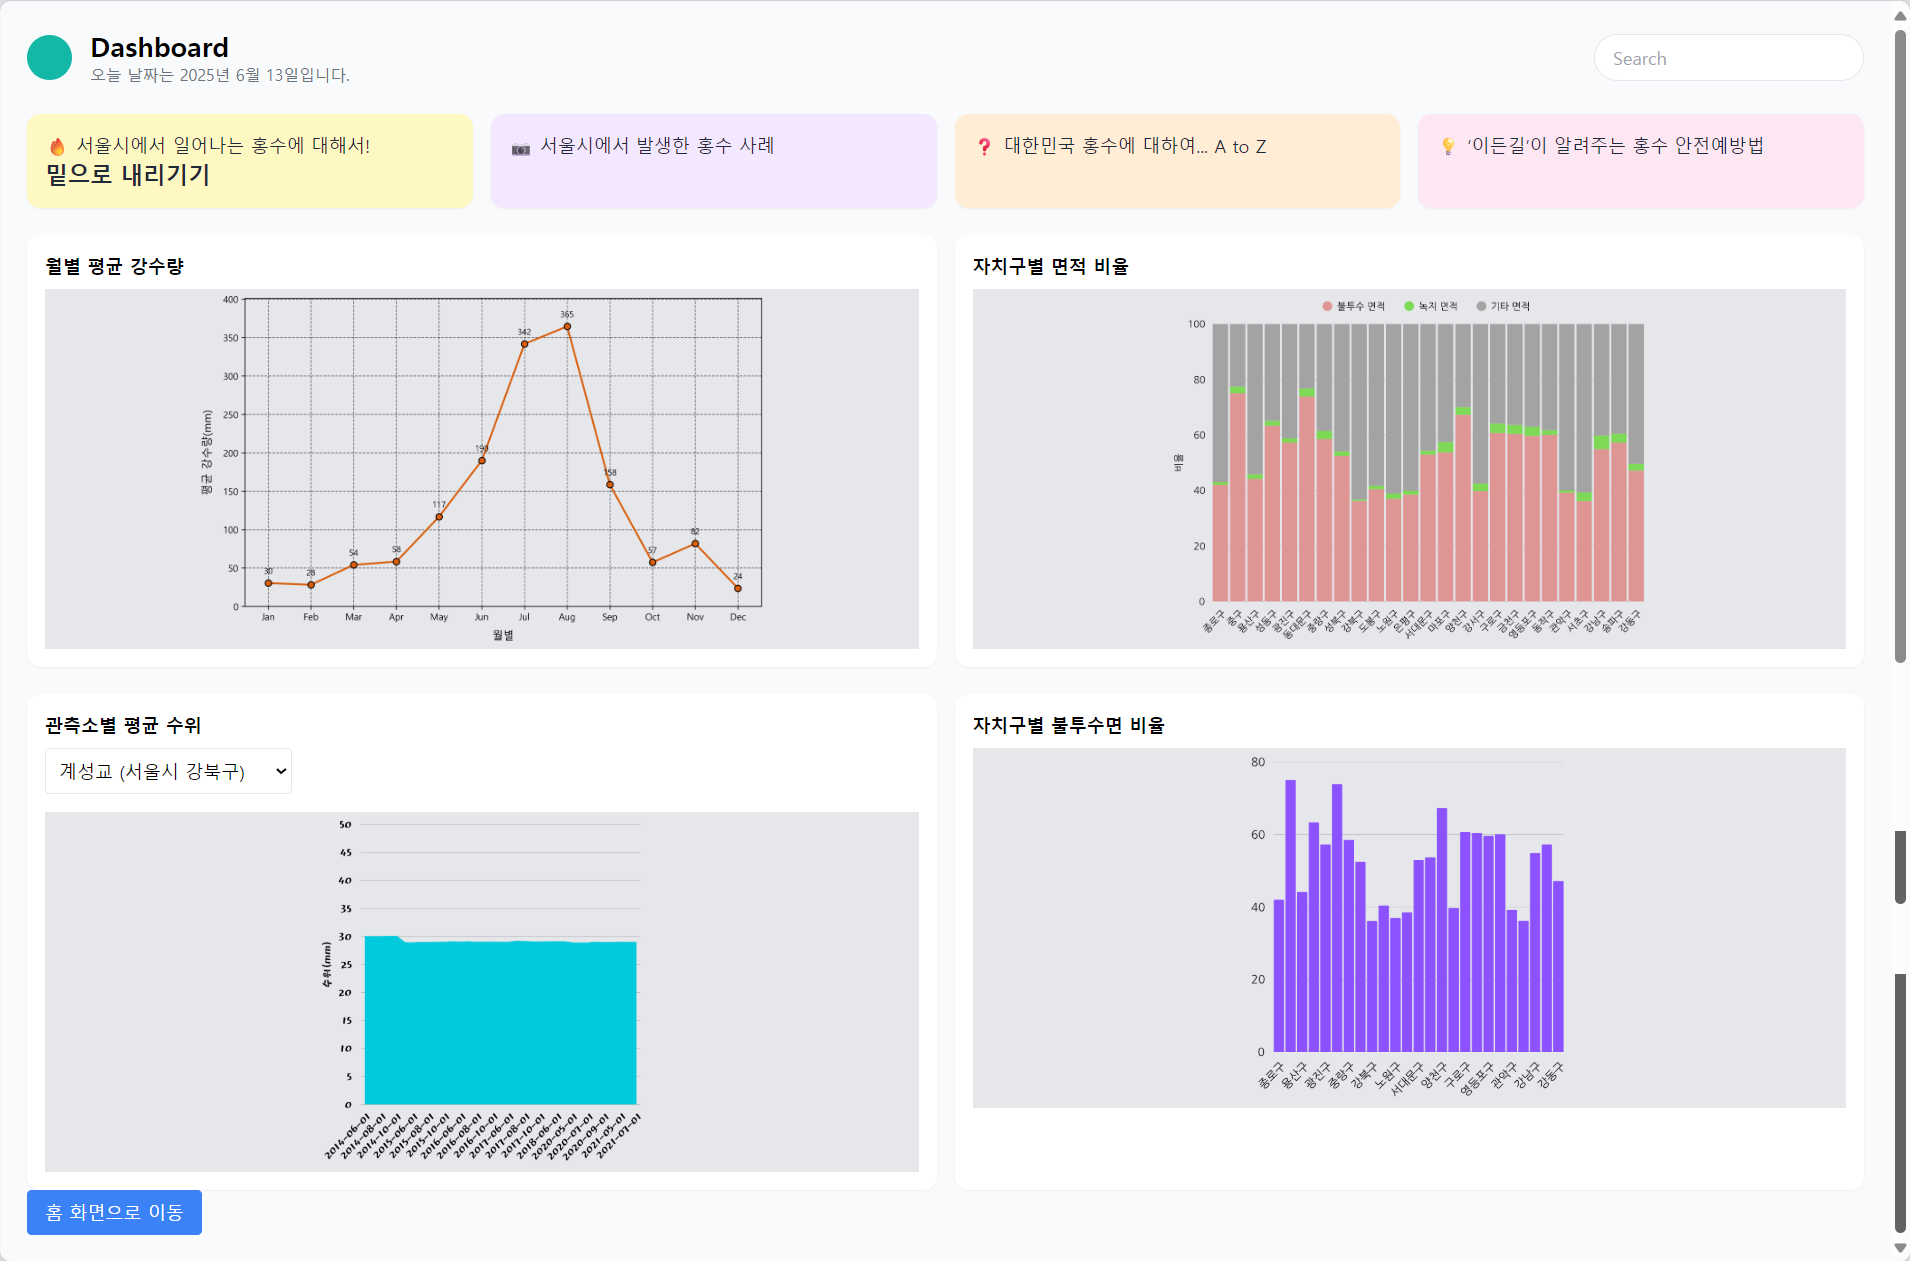 Dashboard
오늘 날짜는 2025년 6월 13일입니다.
Search
🔥 서울시에서 일어나는 홍수에 대해서!
밑으로 내리기기
📷 서울시에서 발생한 홍수 사례
❓ 대한민국 홍수에 대하여... A to Z
💡 '이든길'이 알려주는 홍수 안전예방법
월별 평균 강수량
400
350
300
250
200
150
100
50
0
평균 강수량(mm)
30 28 54 58 117 190 342 365 158 57 82 24
Jan Feb Mar Apr May Jun Jul Aug Sep Oct Nov Dec
월별
자치구별 면적 비율
불투수 면적 녹지 면적 기타 면적
100
80
60
40
20
0
비율
종로구 중구 용산구 성동구 광진구 동대문구 중랑구 성북구 강북구 도봉구 노원구 은평구 서대문구 마포구 양천구 강서구 구로구 금천구 영등포구 동작구 관악구 서초구 강남구 송파구 강동구
관측소별 평균 수위
계성교 (서울시 강북구)
50
45
40
35
30
25
20
15
10
5
0
수위(mm)
2014-06-01 2014-08-01 2014-10-01 2015-06-01 2015-08-01 2015-10-01 2016-06-01 2016-08-01 2016-10-01 2017-06-01 2017-08-01 2017-10-01 2018-06-01 2020-05-01 2020-07-01 2020-09-01 2021-05-01 2021-07-01
자치구별 불투수면 비율
80
60
40
20
0
종로구 용산구 광진구 중랑구 강북구 노원구 서대문구 양천구 구로구 영등포구 관악구 강남구 강동구
홈 화면으로 이동